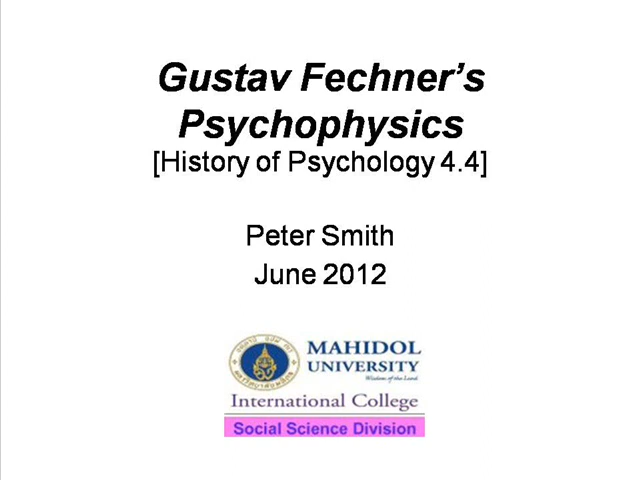 Gustav Fechner's
Psychophysics
[History of Psychology 4.4]
Peter Smith
June 2012
MAHIDOL
UNIVERSITY
Wisdom of the Land
International College
Social Science Division